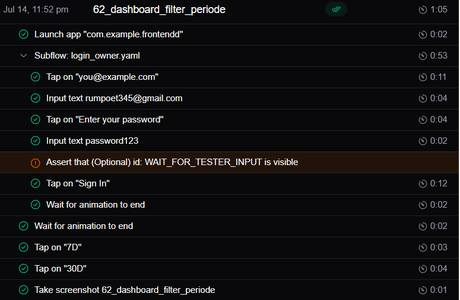 Jul 14, 11:52 pm 62_dashboard_filter_periode 1:05
Launch app "com.example.frontendd" 0:02
Subflow: login_owner.yaml 0:53
Tap on "you@example.com" 0:11
Input text rumpoet345@gmail.com 0:04
Tap on "Enter your password" 0:04
Input text password123 0:02
Assert that (Optional) id: WAIT_FOR_TESTER_INPUT is visible
Tap on "Sign In" 0:12
Wait for animation to end 0:02
Wait for animation to end 0:02
Tap on "7D" 0:03
Tap on "30D" 0:04
Take screenshot 62_dashboard_filter_periode 0:01